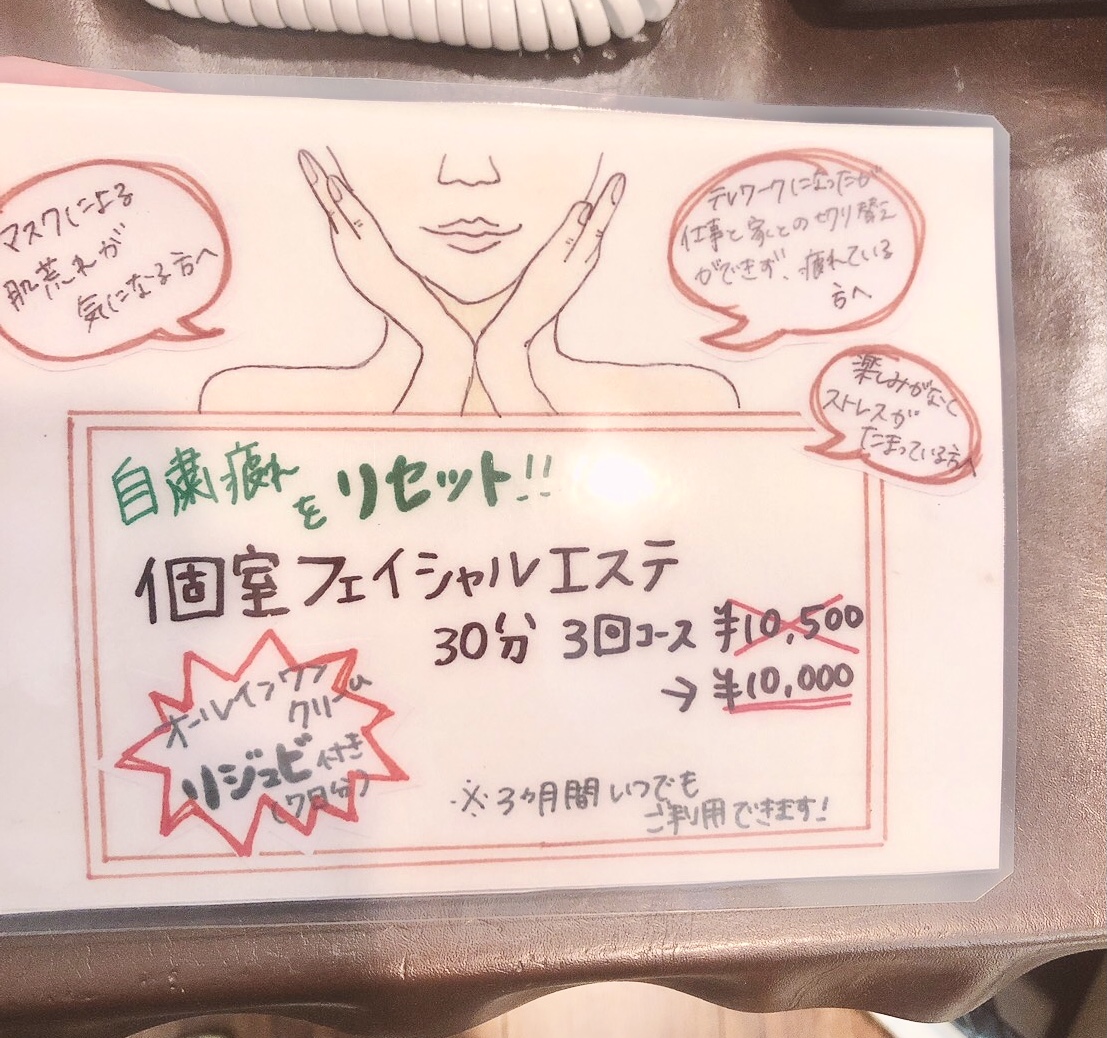 マスクによる
肌荒れが
気になる方へ
テレワークになったが
仕事と家との切り替え
ができず、疲れている
方へ
楽しみがなく
ストレスが
たまっている方へ
自粛疲れをリセット!!
個室フェイシャルエステ
30分 3回コース ¥10,500
→ ¥10,000
オールインワン
クリーム
リジュビ付き
(7日分)
※3ヶ月間いつでも
ご利用できます!